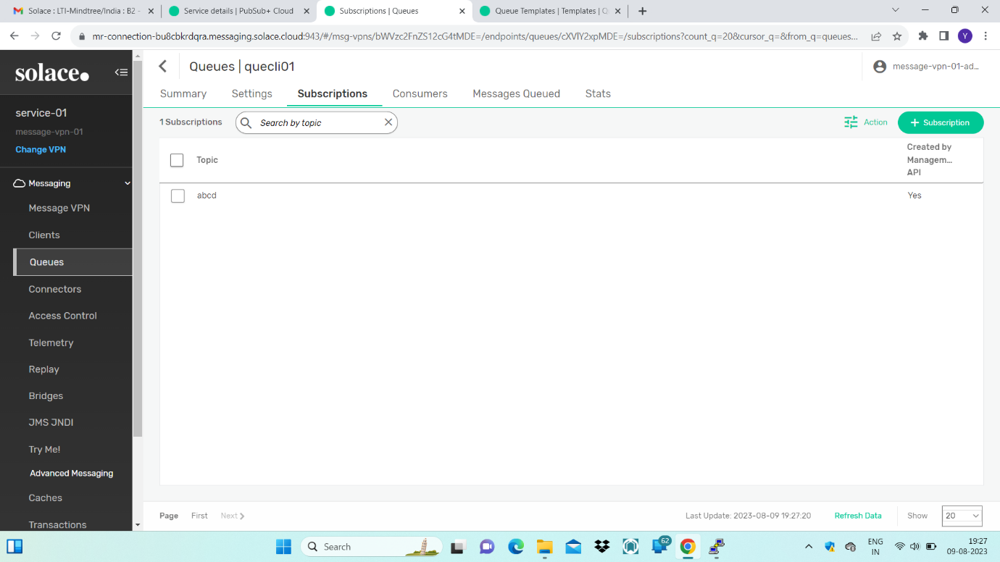 Solace : LTI-Mindtree/India : B2 -
Service details | PubSub+ Cloud
Subscriptions | Queues
Queue Templates | Templates | Q
mr-connection-bu8cbkrdqra.messaging.solace.cloud:943/#/msg-vpns/bWVzc2FnZS12cG4tMDE=/endpoints/queues/cXVlY2xpMDE=/subscriptions?count_q=20&cursor_q=&from_q=queues...
Y
solace.
Queues | quecli01
message-vpn-01-ad...
Summary
Settings
Subscriptions
Consumers
Messages Queued
Stats
service-01
message-vpn-01
Change VPN
1 Subscriptions
Search by topic
Action
+ Subscription
Topic
Created by
Managem...
API
abcd
Yes
Messaging
Message VPN
Clients
Queues
Connectors
Access Control
Telemetry
Replay
Bridges
JMS JNDI
Try Me!
Advanced Messaging
Caches
Transactions
Page
First
Next
Last Update: 2023-08-09 19:27:20
Refresh Data
Show
20
Search
62
ENG
IN
19:27
09-08-2023